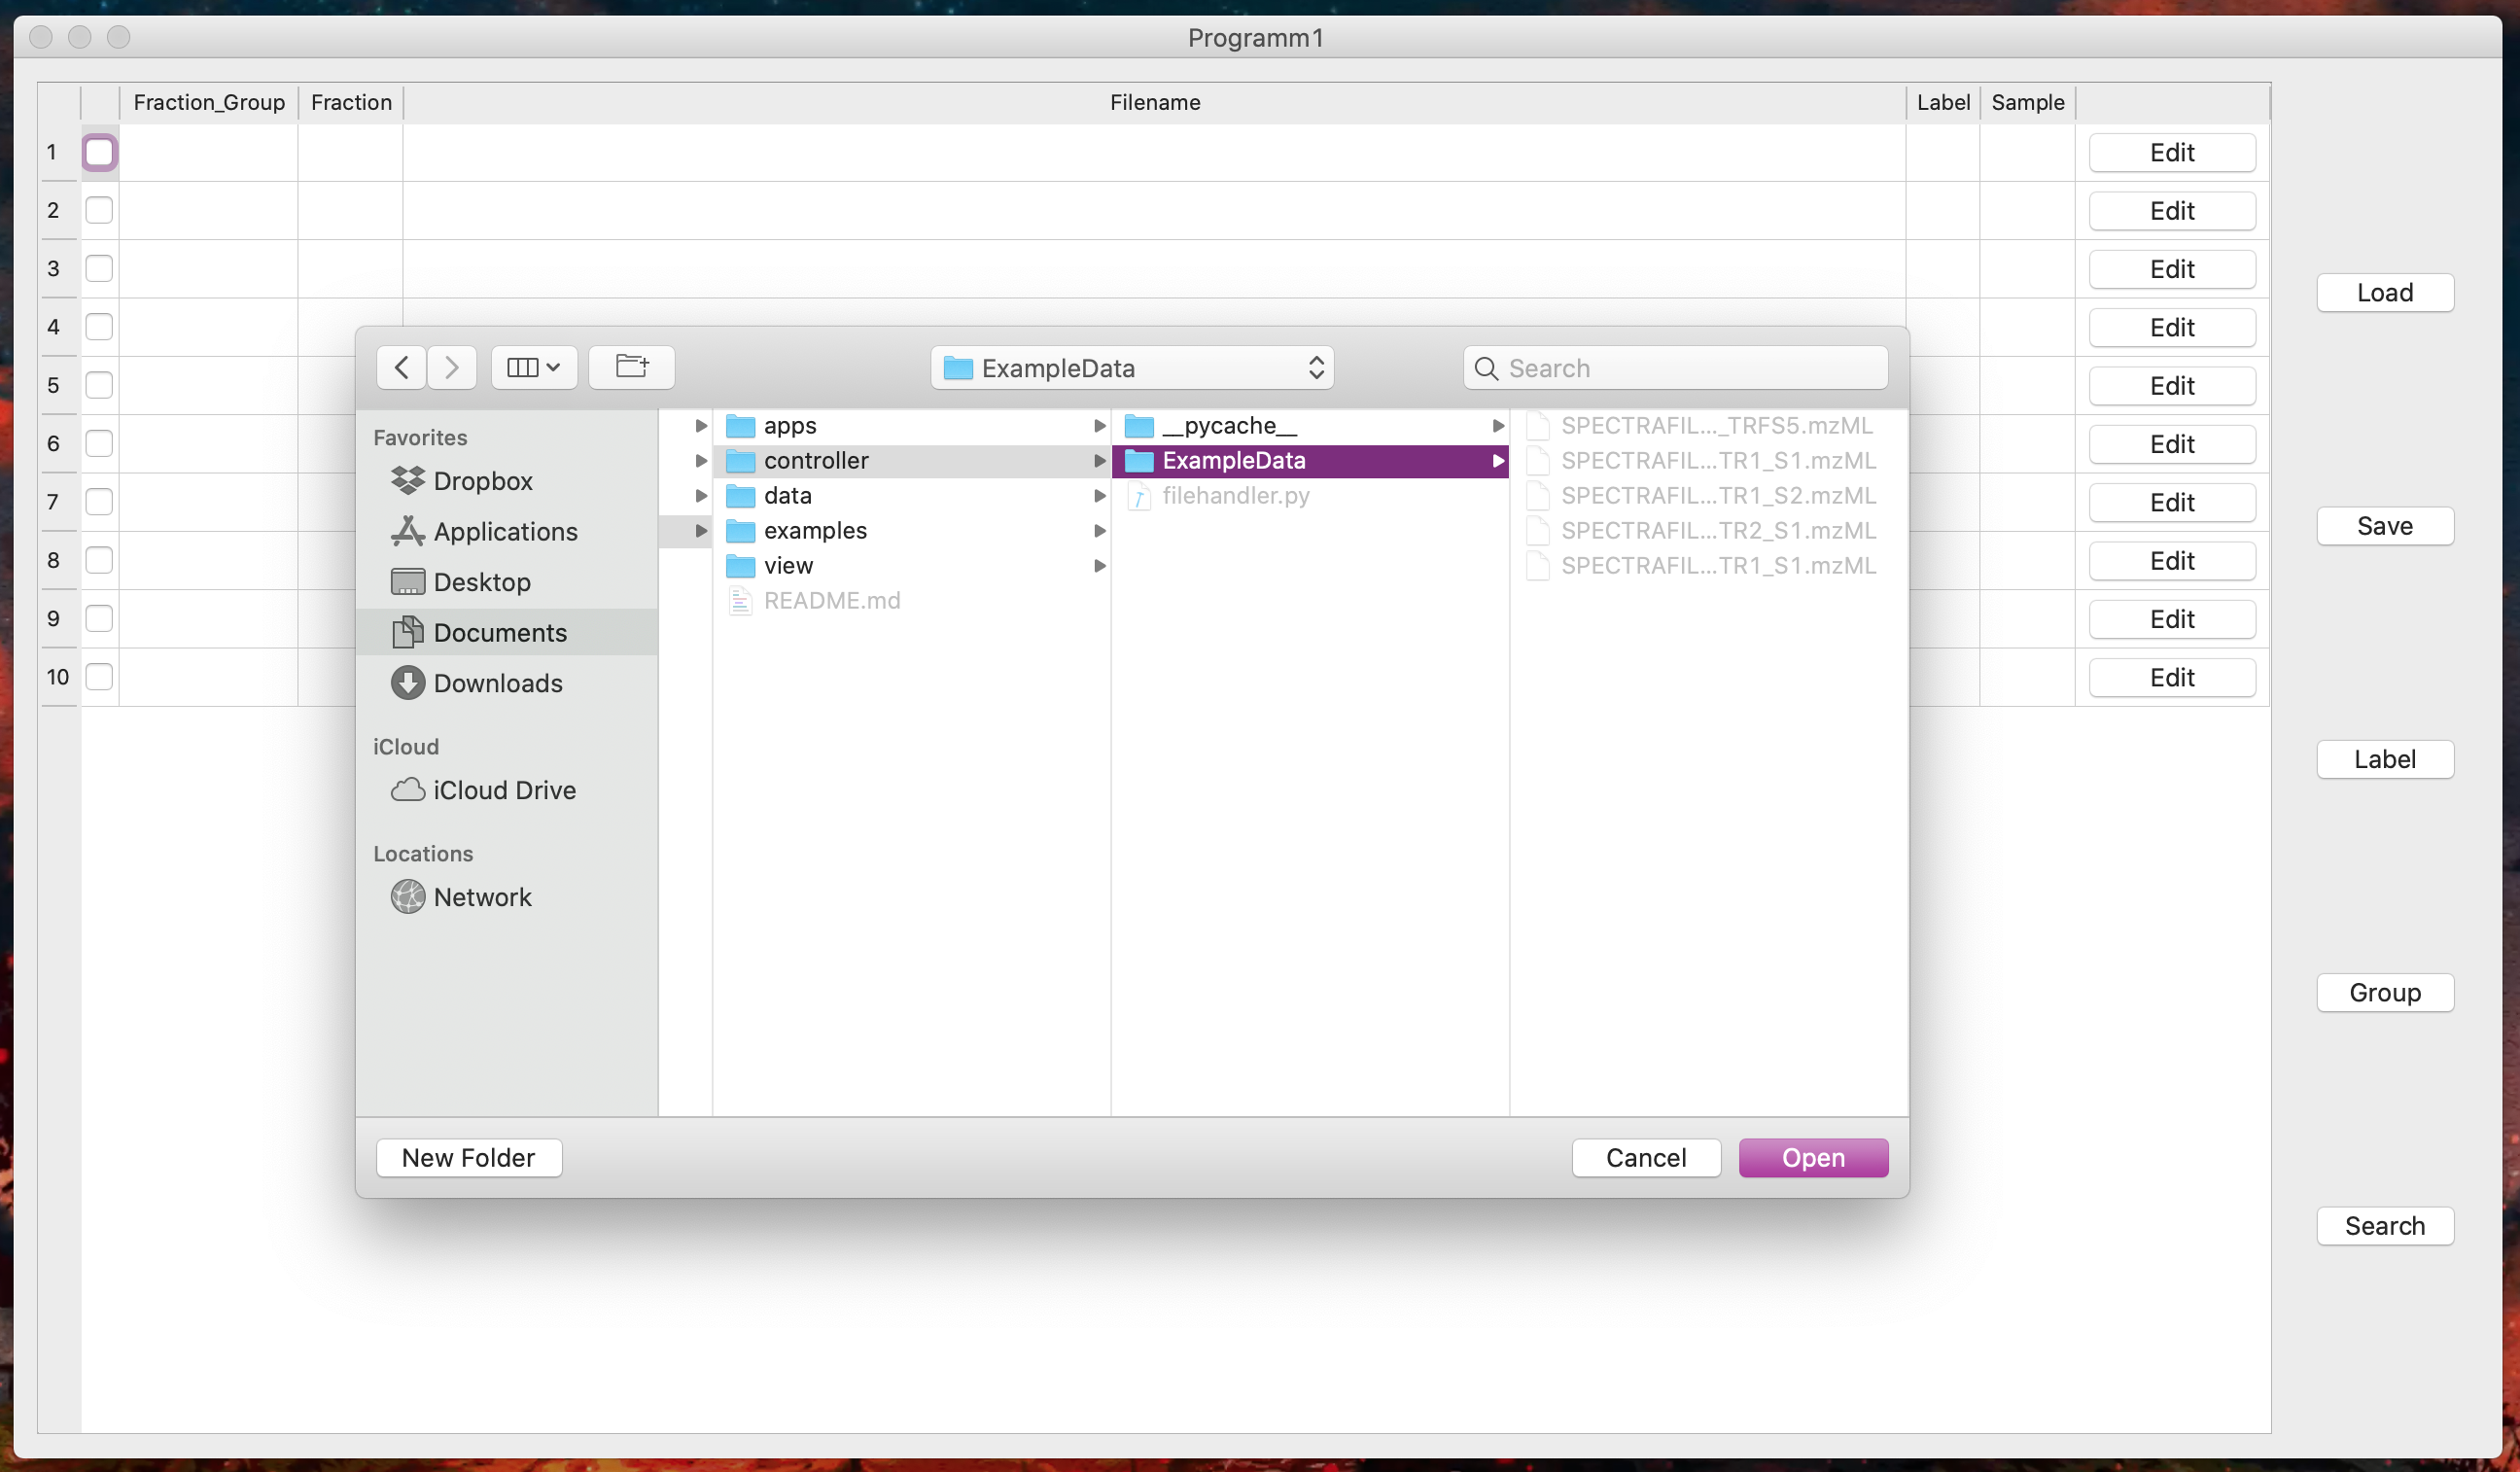 Programm1
Fraction_Group Fraction Filename Label Sample
1 Edit
2 Edit
3 Edit
4 Edit
5 Edit
6 Edit
7 Edit
8 Edit
9 Edit
10 Edit
Load
Save
Label
Group
Search
ExampleData
Search
Favorites
Dropbox
Applications
Desktop
Documents
Downloads
iCloud
iCloud Drive
Locations
Network
apps
controller
data
examples
view
README.md
__pycache__
ExampleData
filehandler.py
SPECTRAFIL..._TRFS5.mzML
SPECTRAFIL...TR1_S1.mzML
SPECTRAFIL...TR1_S2.mzML
SPECTRAFIL...TR2_S1.mzML
SPECTRAFIL...TR1_S1.mzML
New Folder Cancel Open